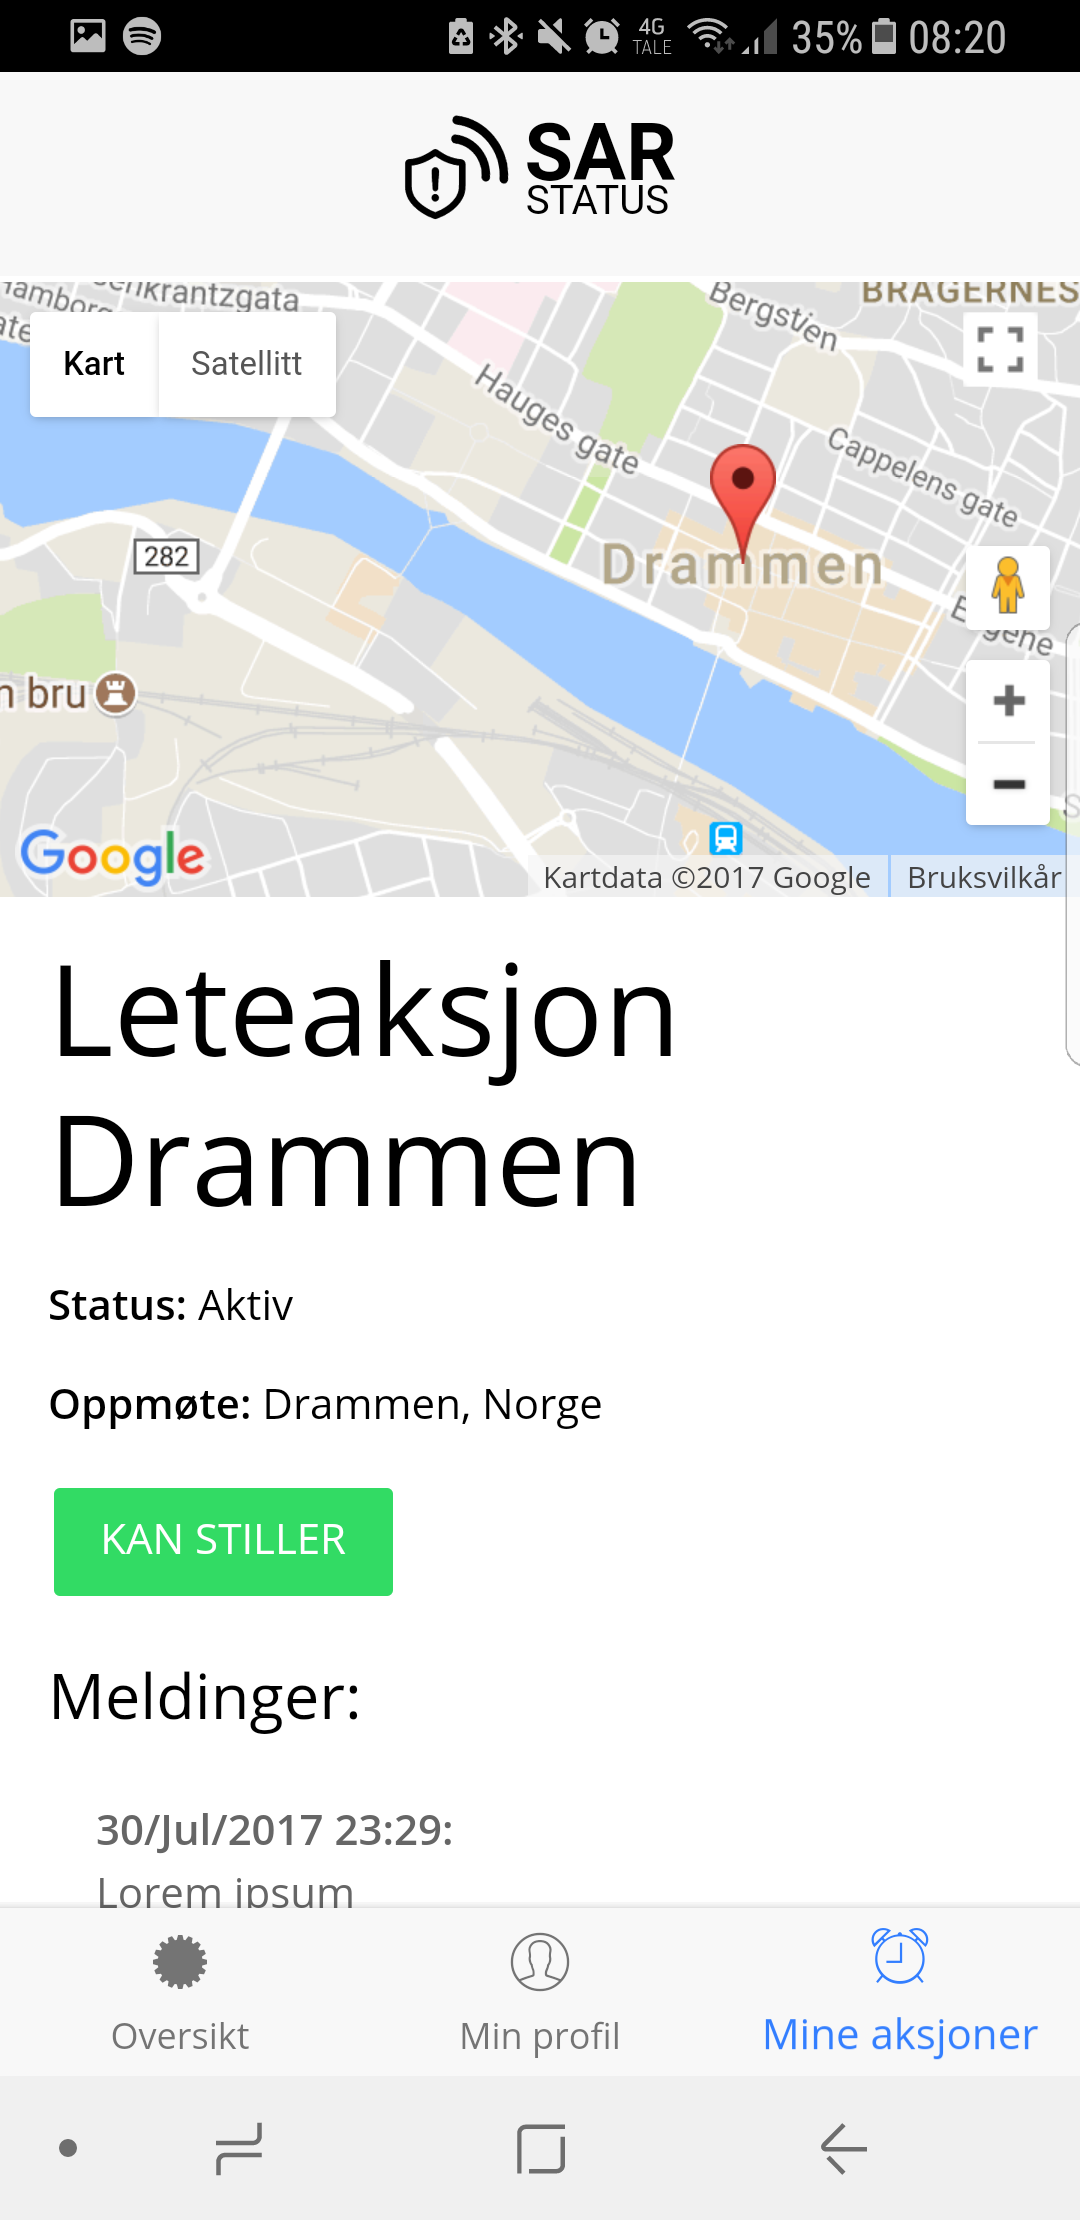 4G
TALE
35%
08:20
SAR
STATUS
Kart
Satellitt
BRAGERNES
Bergstien
Hauges gate
Cappelens gate
282
Drammen
n bru
Google
Kartdata ©2017 Google
Bruksvilkår
Leteaksjon
Drammen
Status: Aktiv
Oppmøte: Drammen, Norge
KAN STILLER
Meldinger:
30/Jul/2017 23:29:
Lorem ipsum
Oversikt
Min profil
Mine aksjoner